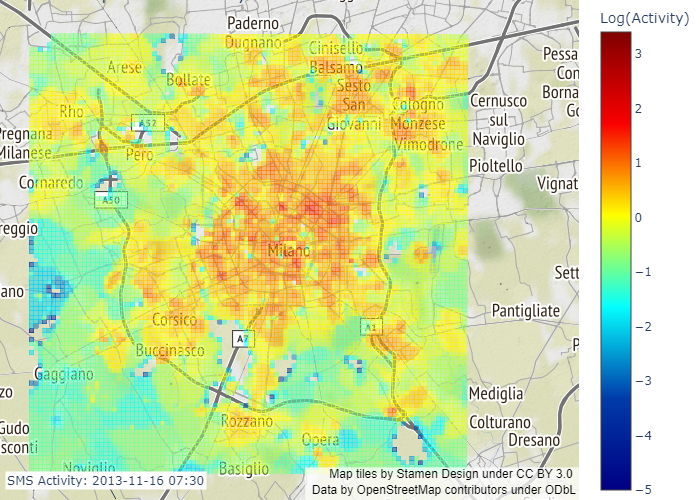 Paderno
Dugnano
Cinisello
Balsamo
Arese
Bollate
Sesto
San
Giovanni
Rho
Cologno
Monzese
Vimodrone
A52
Pero
Pregnana
Milanese
Cornaredo
A50
Cernusco
sul
Naviglio
Pioltello
Pessa
Con
Borna
Go
Vignat
reggio
Milano
ano
Sett
Pantigliate
P
Corsico
Buccinasco
A7
A1
Gaggiano
zo
Gudo
sconti
Rozzano
Opera
Mediglia
Colturano
Dresano
Noviglio
Basiglio
SMS Activity: 2013-11-16 07:30
Map tiles by Stamen Design under CC BY 3.0
Data by OpenStreetMap contributors under ODbL
Log(Activity)
3
2
1
0
−1
−2
−3
−4
−5